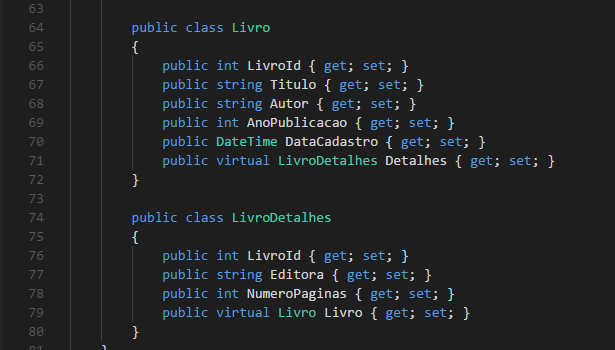 63
64 public class Livro
65 {
66 public int LivroId { get; set; }
67 public string Titulo { get; set; }
68 public string Autor { get; set; }
69 public int AnoPublicacao { get; set; }
70 public DateTime DataCadastro { get; set; }
71 public virtual LivroDetalhes Detalhes { get; set; }
72 }
73
74 public class LivroDetalhes
75 {
76 public int LivroId { get; set; }
77 public string Editora { get; set; }
78 public int NumeroPaginas { get; set; }
79 public virtual Livro Livro { get; set; }
80 }